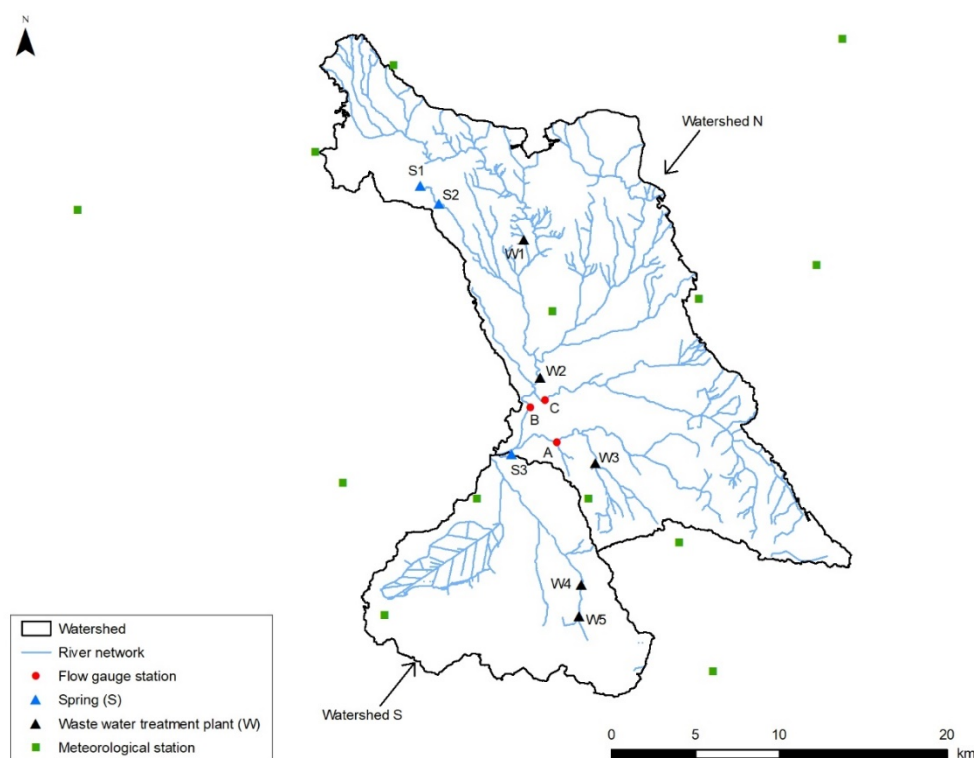 N
Watershed N
S1
S2
W1
W2
C
B
A
W3
S3
W4
W5
Watershed S
Watershed
River network
Flow gauge station
Spring (S)
Waste water treatment plant (W)
Meteorological station
0 5 10 20
km